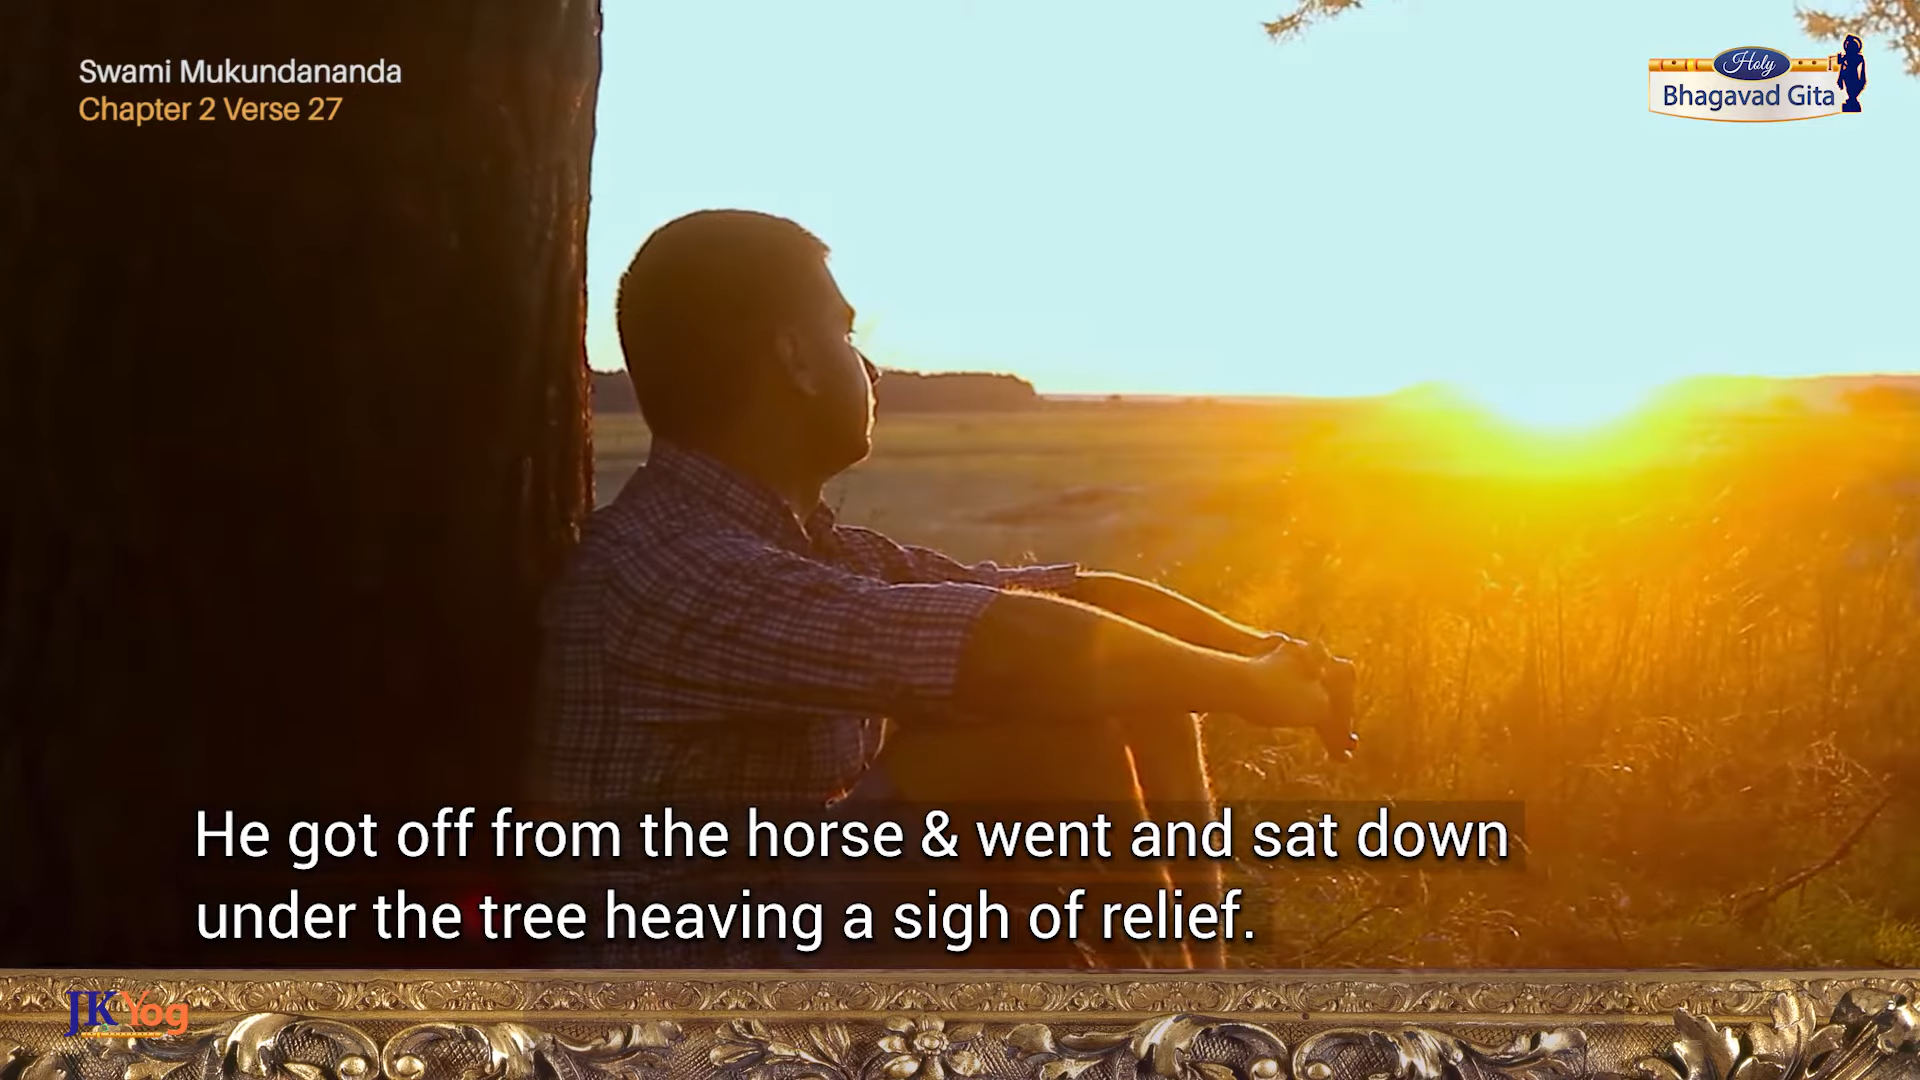 Swami Mukundananda
Chapter 2 Verse 27
Holy
Bhagavad Gita
He got off from the horse & went and sat down
under the tree heaving a sigh of relief.
JKYog